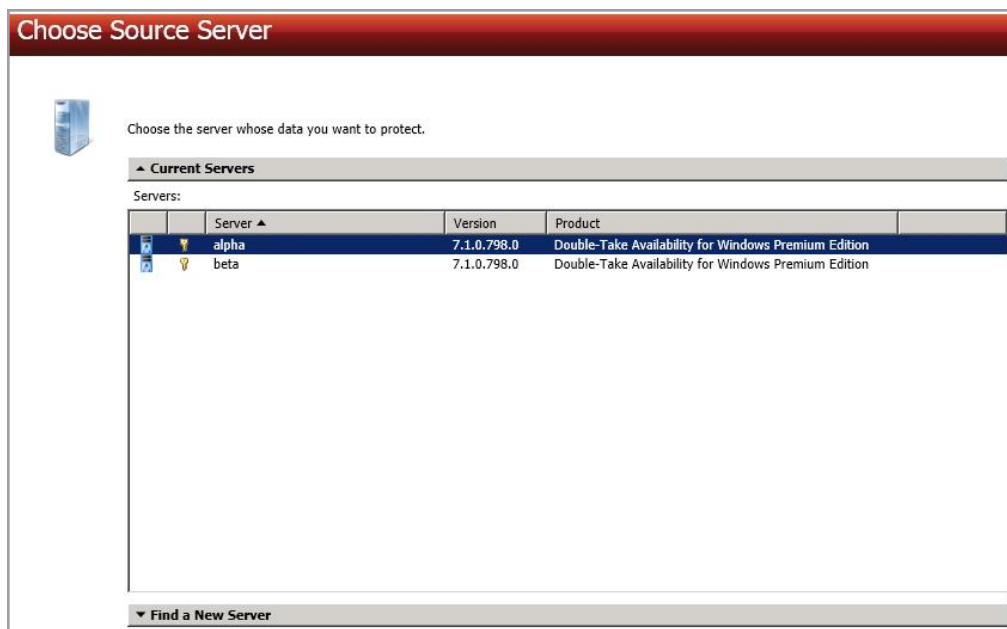 Choose Source Server
Choose the server whose data you want to protect.
▲ Current Servers
Servers:
Server ▲ Version Product
alpha 7.1.0.798.0 Double-Take Availability for Windows Premium Edition
beta 7.1.0.798.0 Double-Take Availability for Windows Premium Edition
▼ Find a New Server